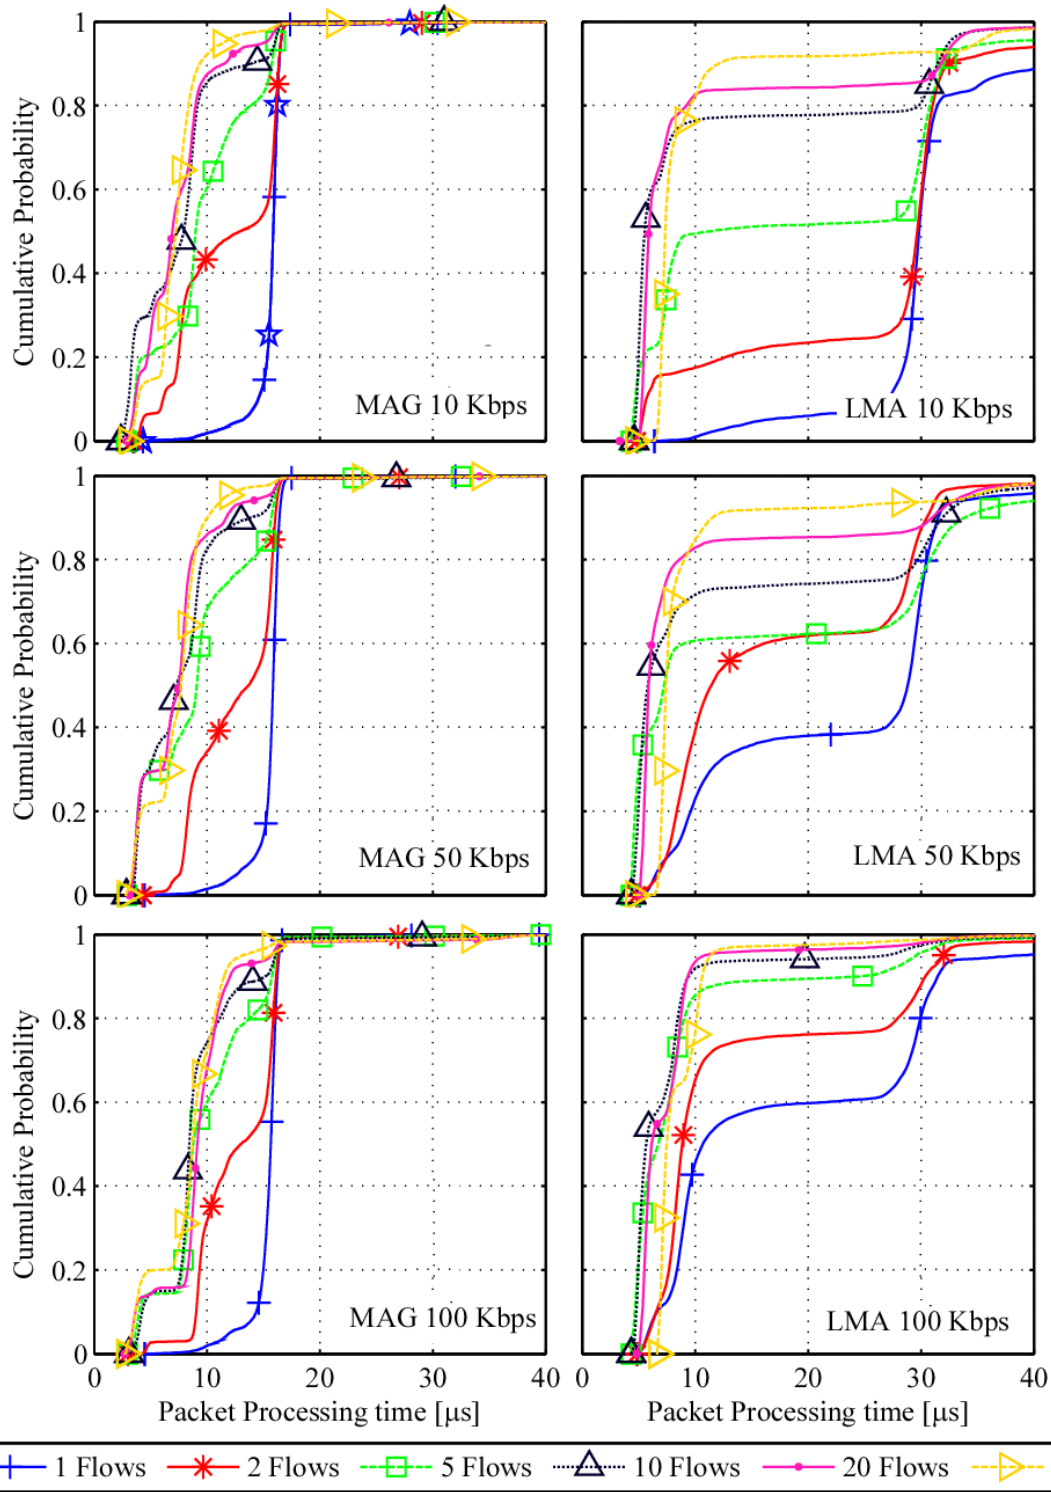 1
0.8
0.6
0.4
0.2
0
Cumulative Probability
MAG 10 Kbps
LMA 10 Kbps
1
0.8
0.6
0.4
0.2
0
Cumulative Probability
MAG 50 Kbps
LMA 50 Kbps
1
0.8
0.6
0.4
0.2
0
Cumulative Probability
MAG 100 Kbps
LMA 100 Kbps
0 10 20 30 40 0 10 20 30 40
Packet Processing time [µs] Packet Processing time [µs]
1 Flows 2 Flows 5 Flows 10 Flows 20 Flows